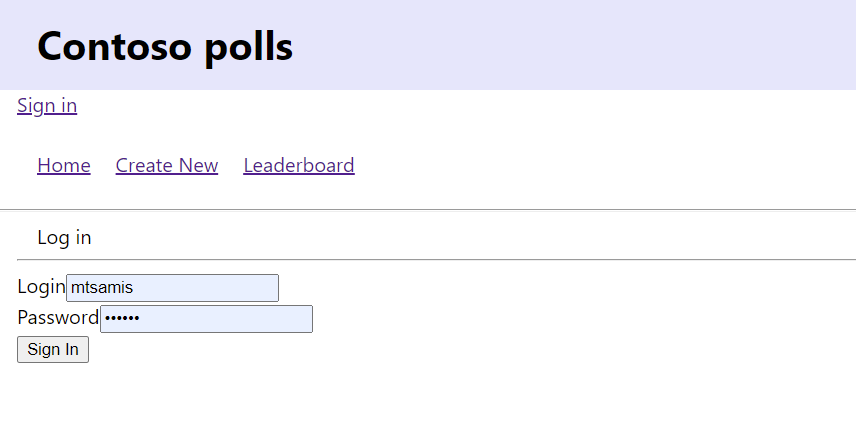 Contoso polls
Sign in
Home Create New Leaderboard
Log in
Login mtsamis
Password ••••••
Sign In